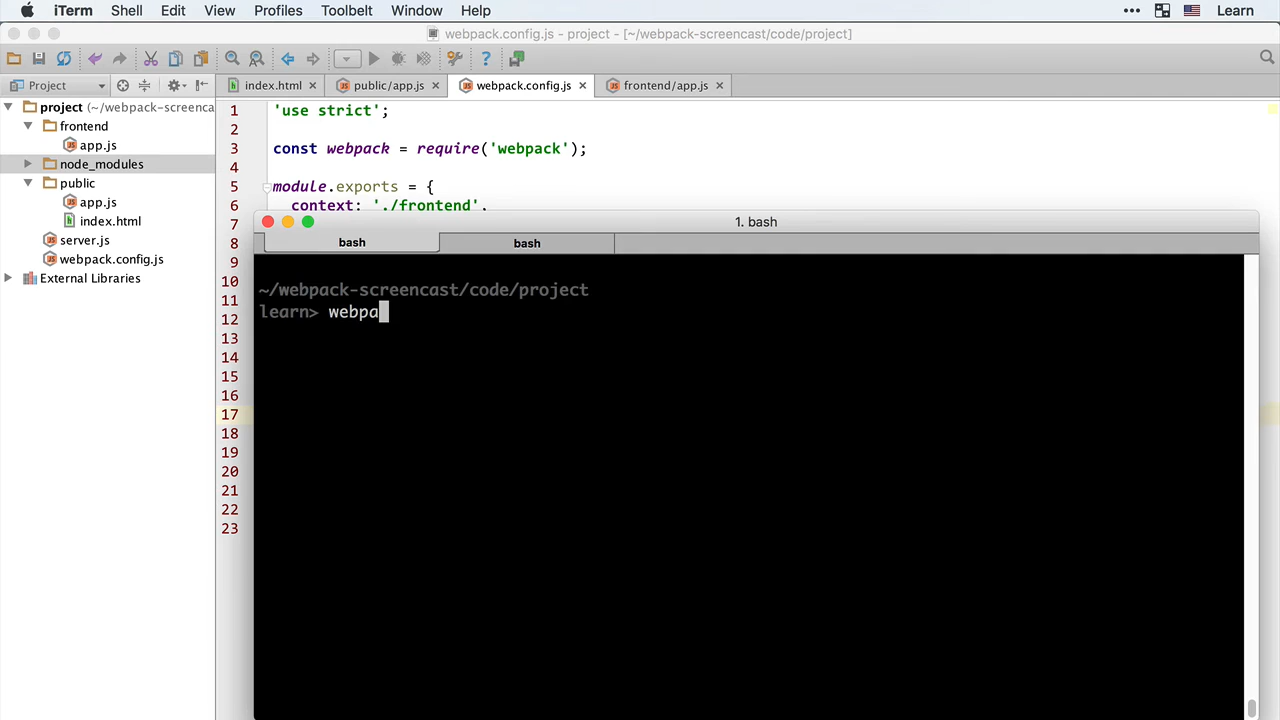 iTerm Shell Edit View Profiles Toolbelt Window Help ••• Learn
webpack.config.js - project - [~/webpack-screencast/code/project]
Project index.html public/app.js webpack.config.js frontend/app.js
project (~/webpack-screenca
frontend
app.js
node_modules
public
app.js
index.html
server.js
webpack.config.js
External Libraries
1 'use strict';
2
3 const webpack = require('webpack');
4
5 module.exports = {
6 context: './frontend',
7
8
9
10
11
12
13
14
15
16
17
18
19
20
21
22
23
1. bash
bash bash
~/webpack-screencast/code/project
learn> webpa